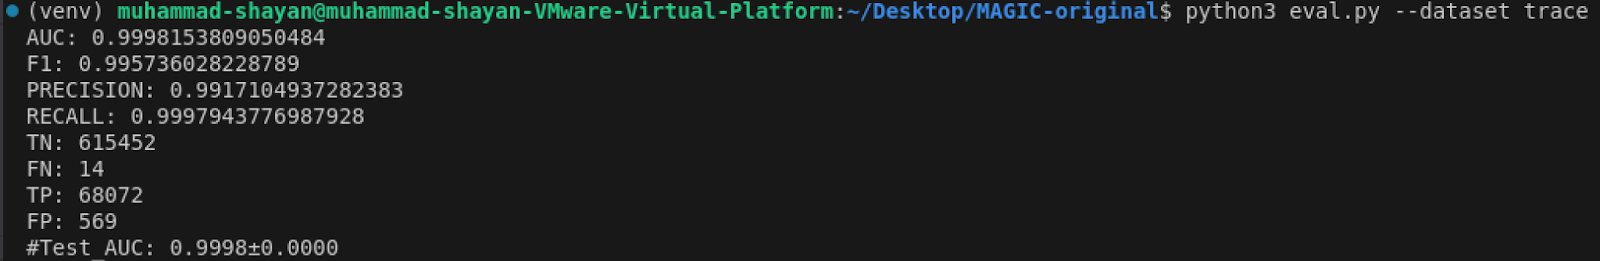 (venv) muhammad-shayan@muhammad-shayan-VMware-Virtual-Platform:~/Desktop/MAGIC-original$ python3 eval.py --dataset trace
AUC: 0.9998153809050484
F1: 0.995736028228789
PRECISION: 0.9917104937282383
RECALL: 0.9997943776987928
TN: 615452
FN: 14
TP: 68072
FP: 569
#Test_AUC: 0.9998±0.0000